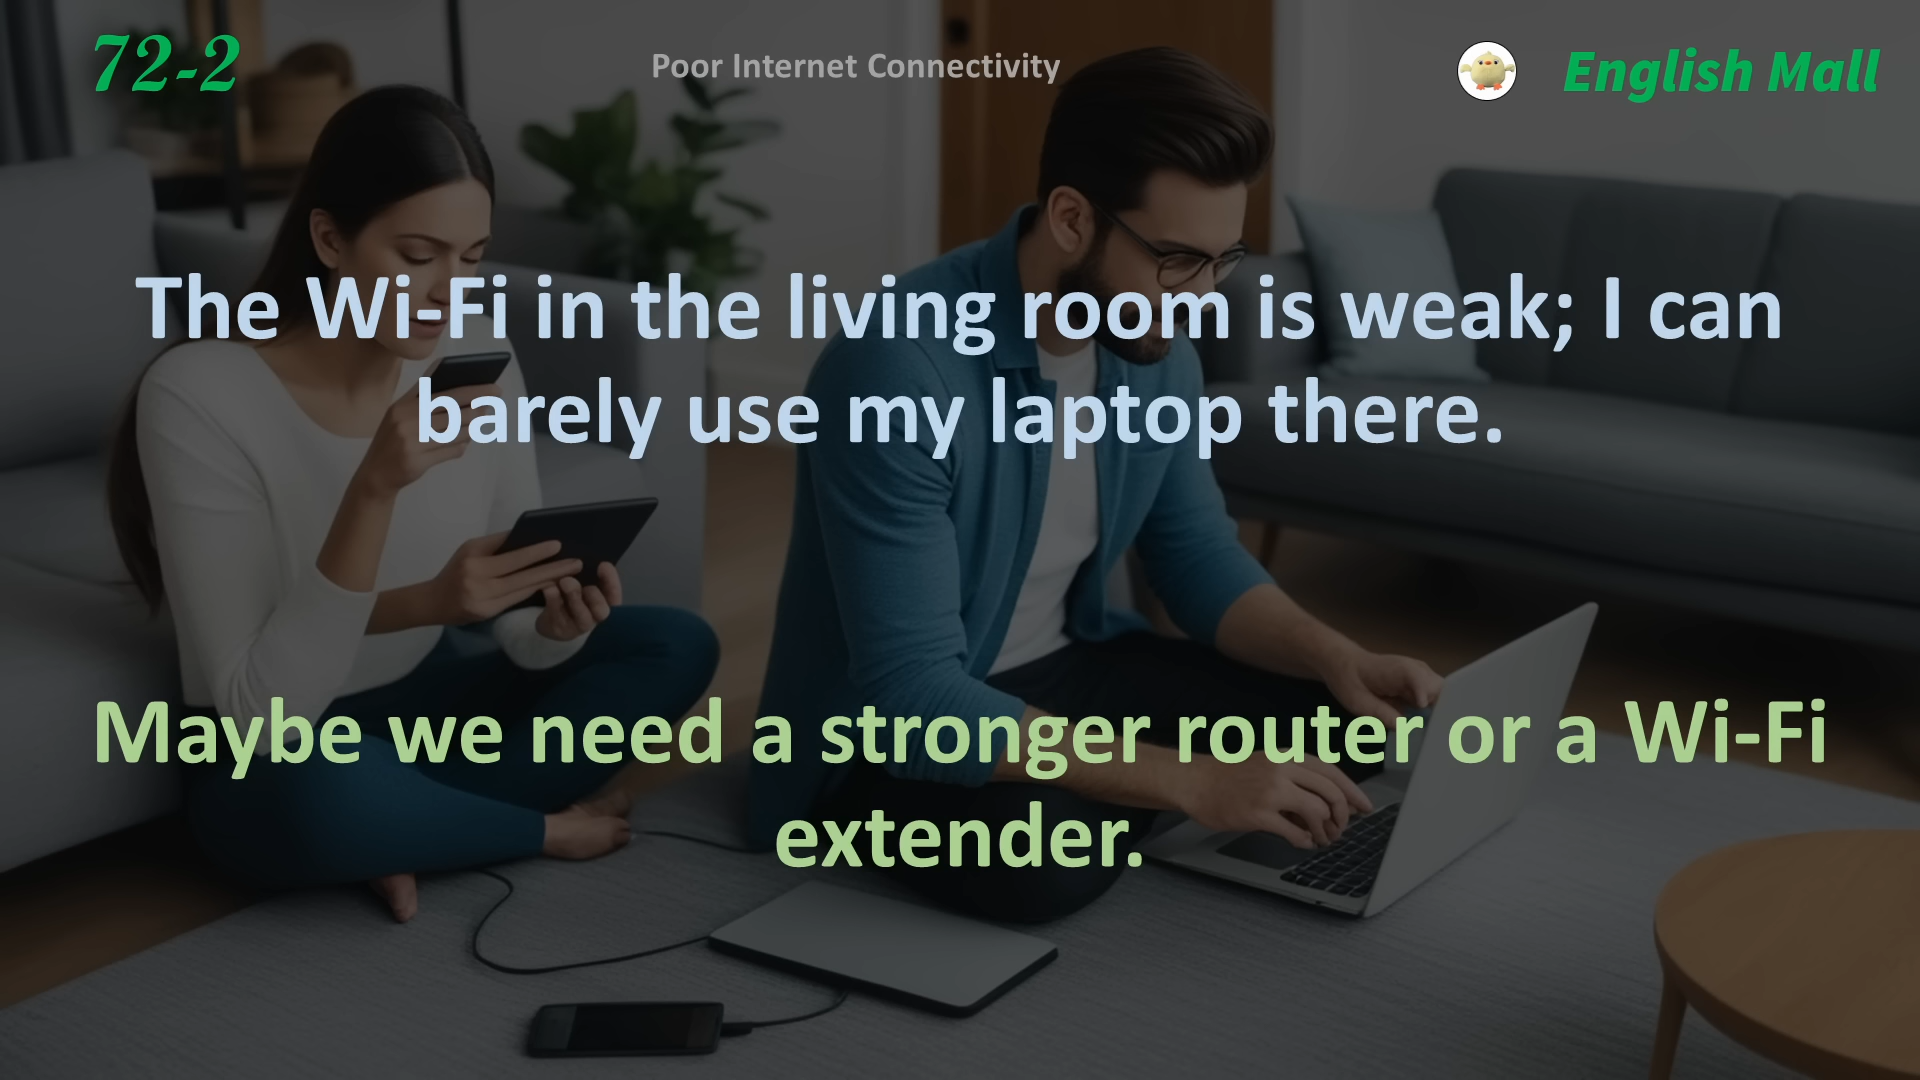 72-2
Poor Internet Connectivity
English Mall
The Wi-Fi in the living room is weak; I can
barely use my laptop there.
Maybe we need a stronger router or a Wi-Fi
extender.